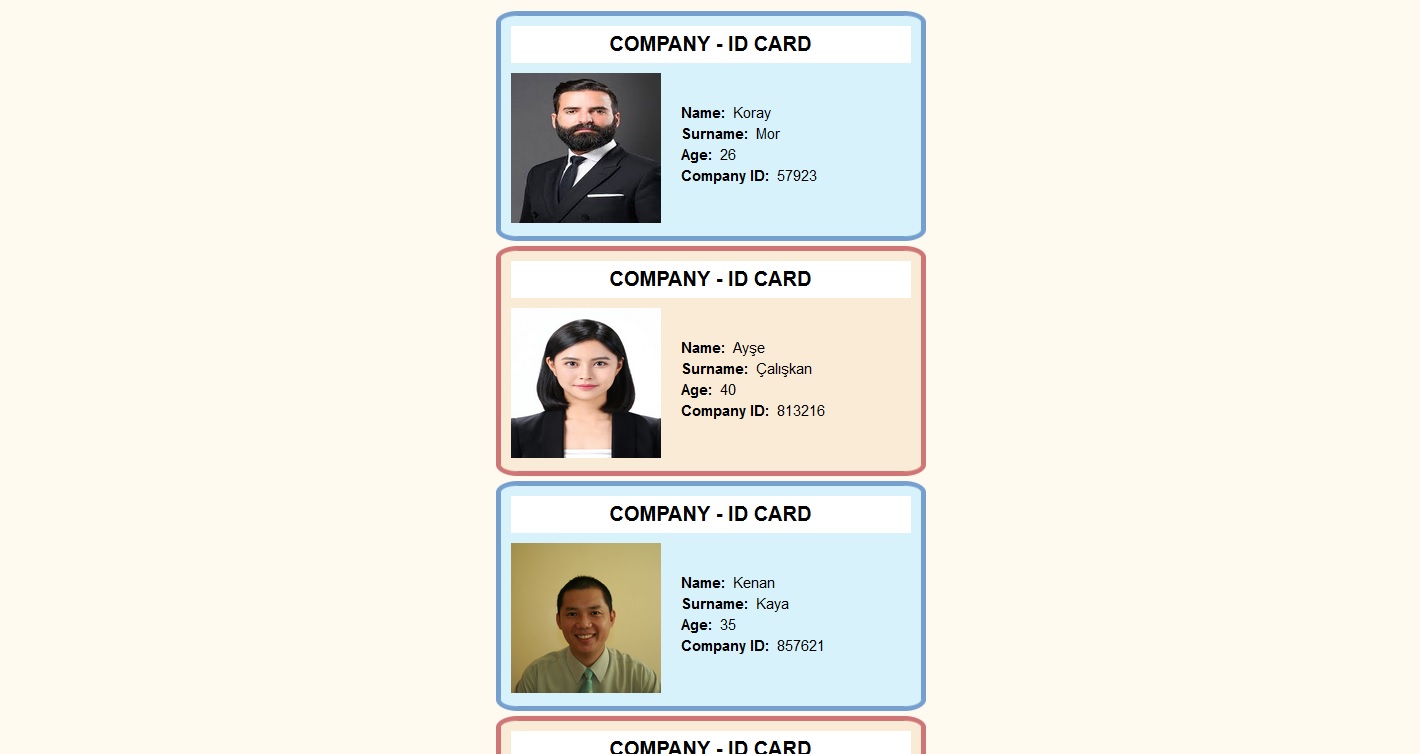 COMPANY - ID CARD
Name: Koray
Surname: Mor
Age: 26
Company ID: 57923
COMPANY - ID CARD
Name: Ayşe
Surname: Çalışkan
Age: 40
Company ID: 813216
COMPANY - ID CARD
Name: Kenan
Surname: Kaya
Age: 35
Company ID: 857621
COMPANY - ID CARD